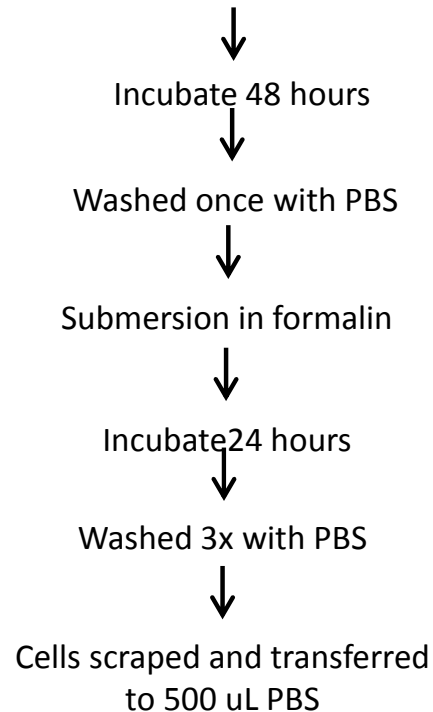 Incubate 48 hours
Washed once with PBS
Submersion in formalin
Incubate24 hours
Washed 3x with PBS
Cells scraped and transferred
to 500 uL PBS